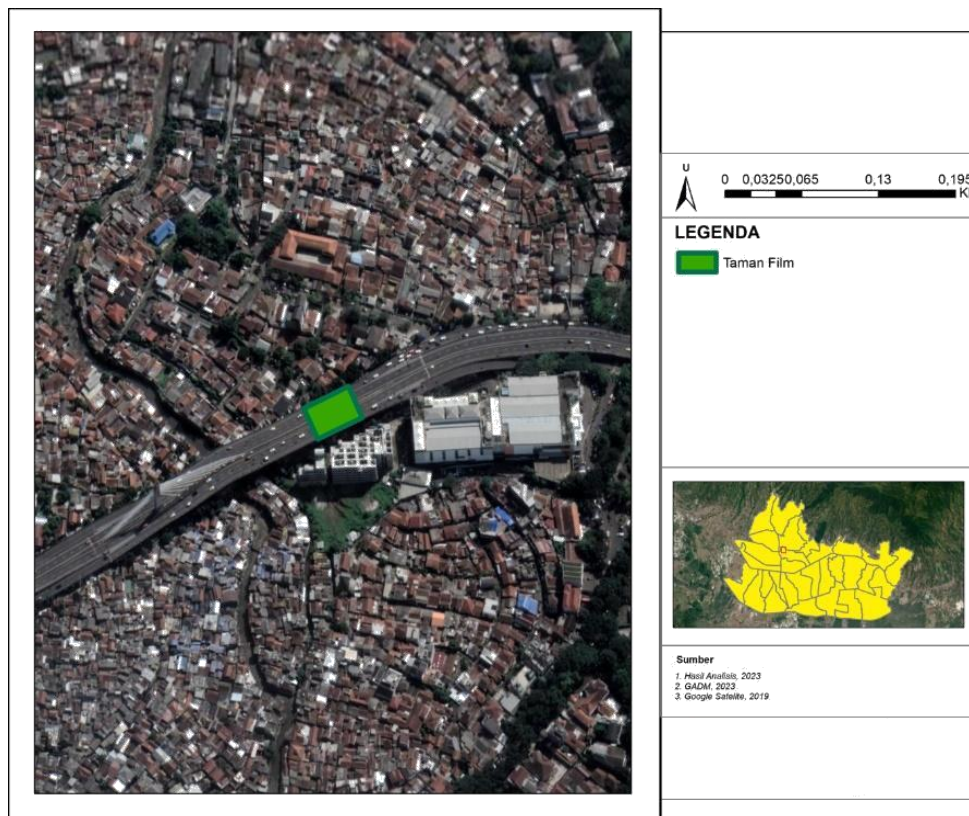 U
0 0,03250,065 0,13 0,195
LEGENDA
Taman Film
Sumber
1. Hasil Analisis, 2023
2. GADM, 2023
3. Google Satelite, 2019